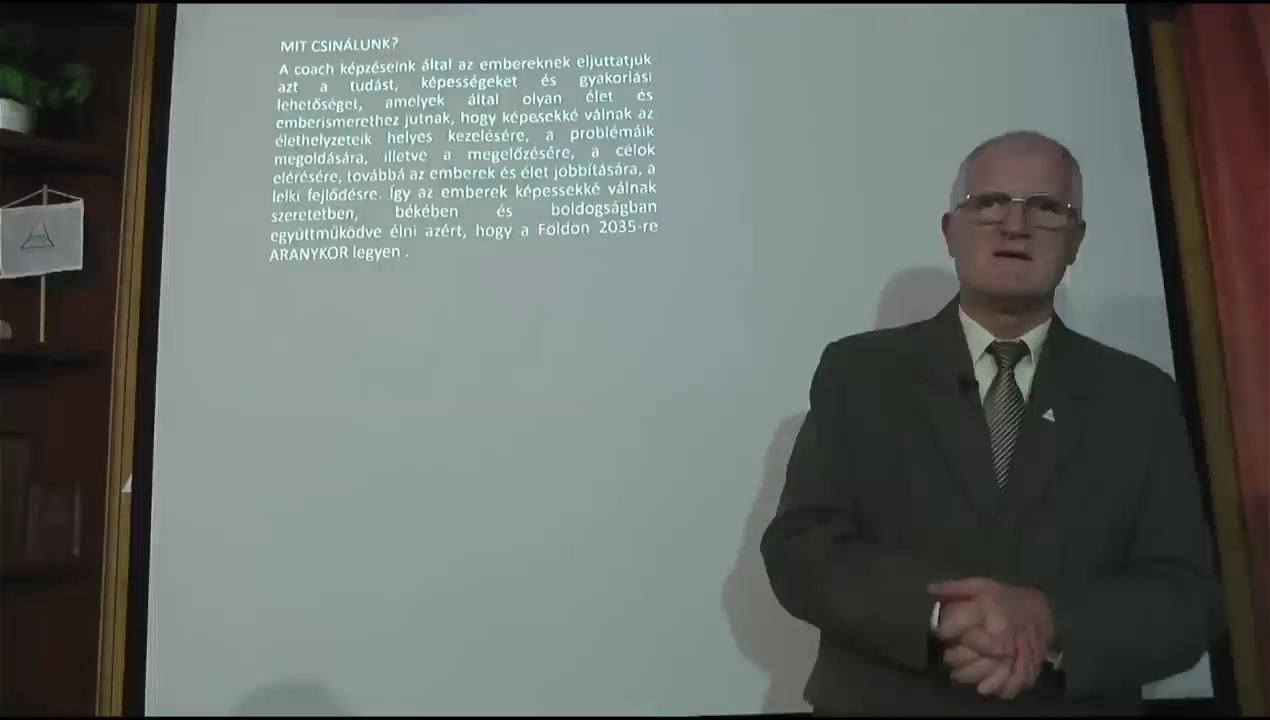 MIT CSINÁLUNK?
A coach képzéseink által az embereknek eljuttatjuk
azt a tudást, képességeket és gyakorlási
lehetőséget, amelyek által olyan élet és
emberismerethez jutnak, hogy képesekké válnak az
élethelyzeteik helyes kezelésére, a problémáik
megoldására, illetve a megelőzésére, a célok
elérésére, továbbá az emberek és élet jobbítására, a
lelki fejlődésre. Így az emberek képessekké válnak
szeretetben, békében és boldogságban
együttműködve élni azért, hogy a Földön 2035-re
ARANYKOR legyen .